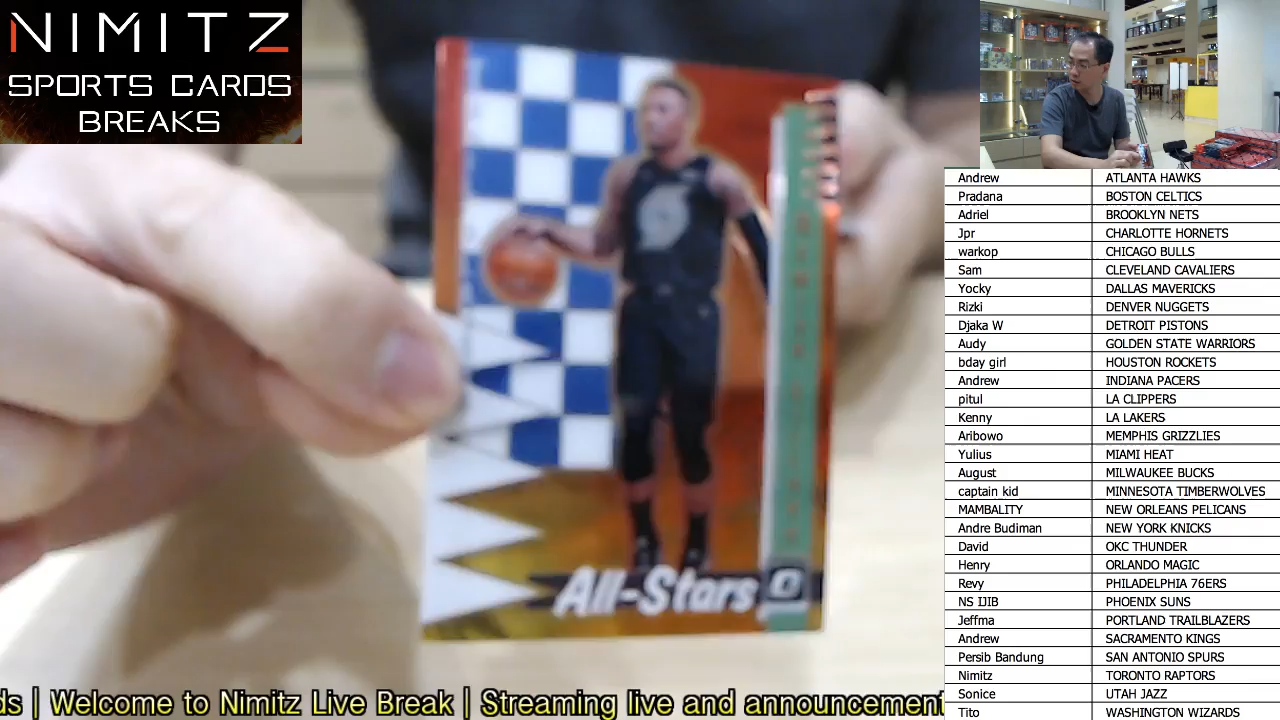 NIMITZ
SPORTS CARDS
BREAKS
All-Stars
Andrew ATLANTA HAWKS
Pradana BOSTON CELTICS
Adriel BROOKLYN NETS
Jpr CHARLOTTE HORNETS
warkop CHICAGO BULLS
Sam CLEVELAND CAVALIERS
Yocky DALLAS MAVERICKS
Rizki DENVER NUGGETS
Djaka W DETROIT PISTONS
Audy GOLDEN STATE WARRIORS
bday girl HOUSTON ROCKETS
Andrew INDIANA PACERS
pitul LA CLIPPERS
Kenny LA LAKERS
Aribowo MEMPHIS GRIZZLIES
Yulius MIAMI HEAT
August MILWAUKEE BUCKS
captain kid MINNESOTA TIMBERWOLVES
MAMBALITY NEW ORLEANS PELICANS
Andre Budiman NEW YORK KNICKS
David OKC THUNDER
Henry ORLANDO MAGIC
Revy PHILADELPHIA 76ERS
NS IJIB PHOENIX SUNS
Jeffma PORTLAND TRAILBLAZERS
Andrew SACRAMENTO KINGS
Persib Bandung SAN ANTONIO SPURS
Nimitz TORONTO RAPTORS
Sonice UTAH JAZZ
Tito WASHINGTON WIZARDS
ds | Welcome to Nimitz Live Break | Streaming live and announcement